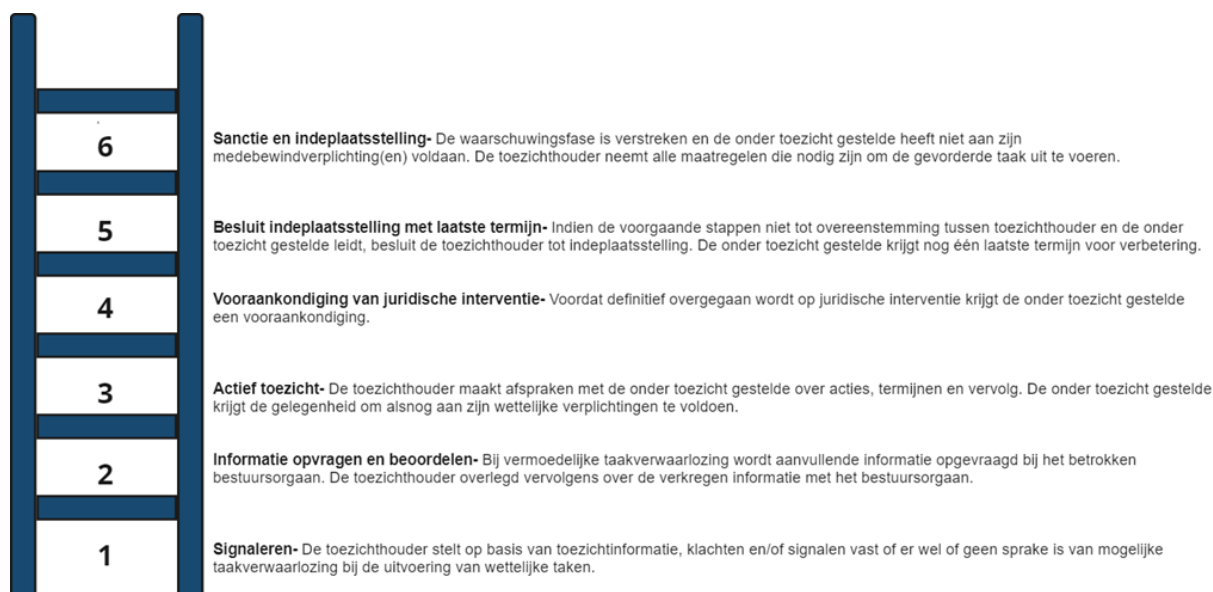 6
Sanctie en indeplaatsstelling- De waarschuwingsfase is verstreken en de onder toezicht gestelde heeft niet aan zijn
medebewindverplichting(en) voldaan. De toezichthouder neemt alle maatregelen die nodig zijn om de gevorderde taak uit te voeren.
5
Besluit indeplaatsstelling met laatste termijn- Indien de voorgaande stappen niet tot overeenstemming tussen toezichthouder en de onder
toezicht gestelde leidt, besluit de toezichthouder tot indeplaatsstelling. De onder toezicht gestelde krijgt nog één laatste termijn voor verbetering.
4
Vooraankondiging van juridische interventie- Voordat definitief overgegaan wordt op juridische interventie krijgt de onder toezicht gestelde
een vooraankondiging.
3
Actief toezicht- De toezichthouder maakt afspraken met de onder toezicht gestelde over acties, termijnen en vervolg. De onder toezicht gestelde
krijgt de gelegenheid om alsnog aan zijn wettelijke verplichtingen te voldoen.
2
Informatie opvragen en beoordelen- Bij vermoedelijke taakverwaarlozing wordt aanvullende informatie opgevraagd bij het betrokken
bestuursorgaan. De toezichthouder overlegd vervolgens over de verkregen informatie met het bestuursorgaan.
1
Signaleren- De toezichthouder stelt op basis van toezichtinformatie, klachten en/of signalen vast of er wel of geen sprake is van mogelijke
taakverwaarlozing bij de uitvoering van wettelijke taken.